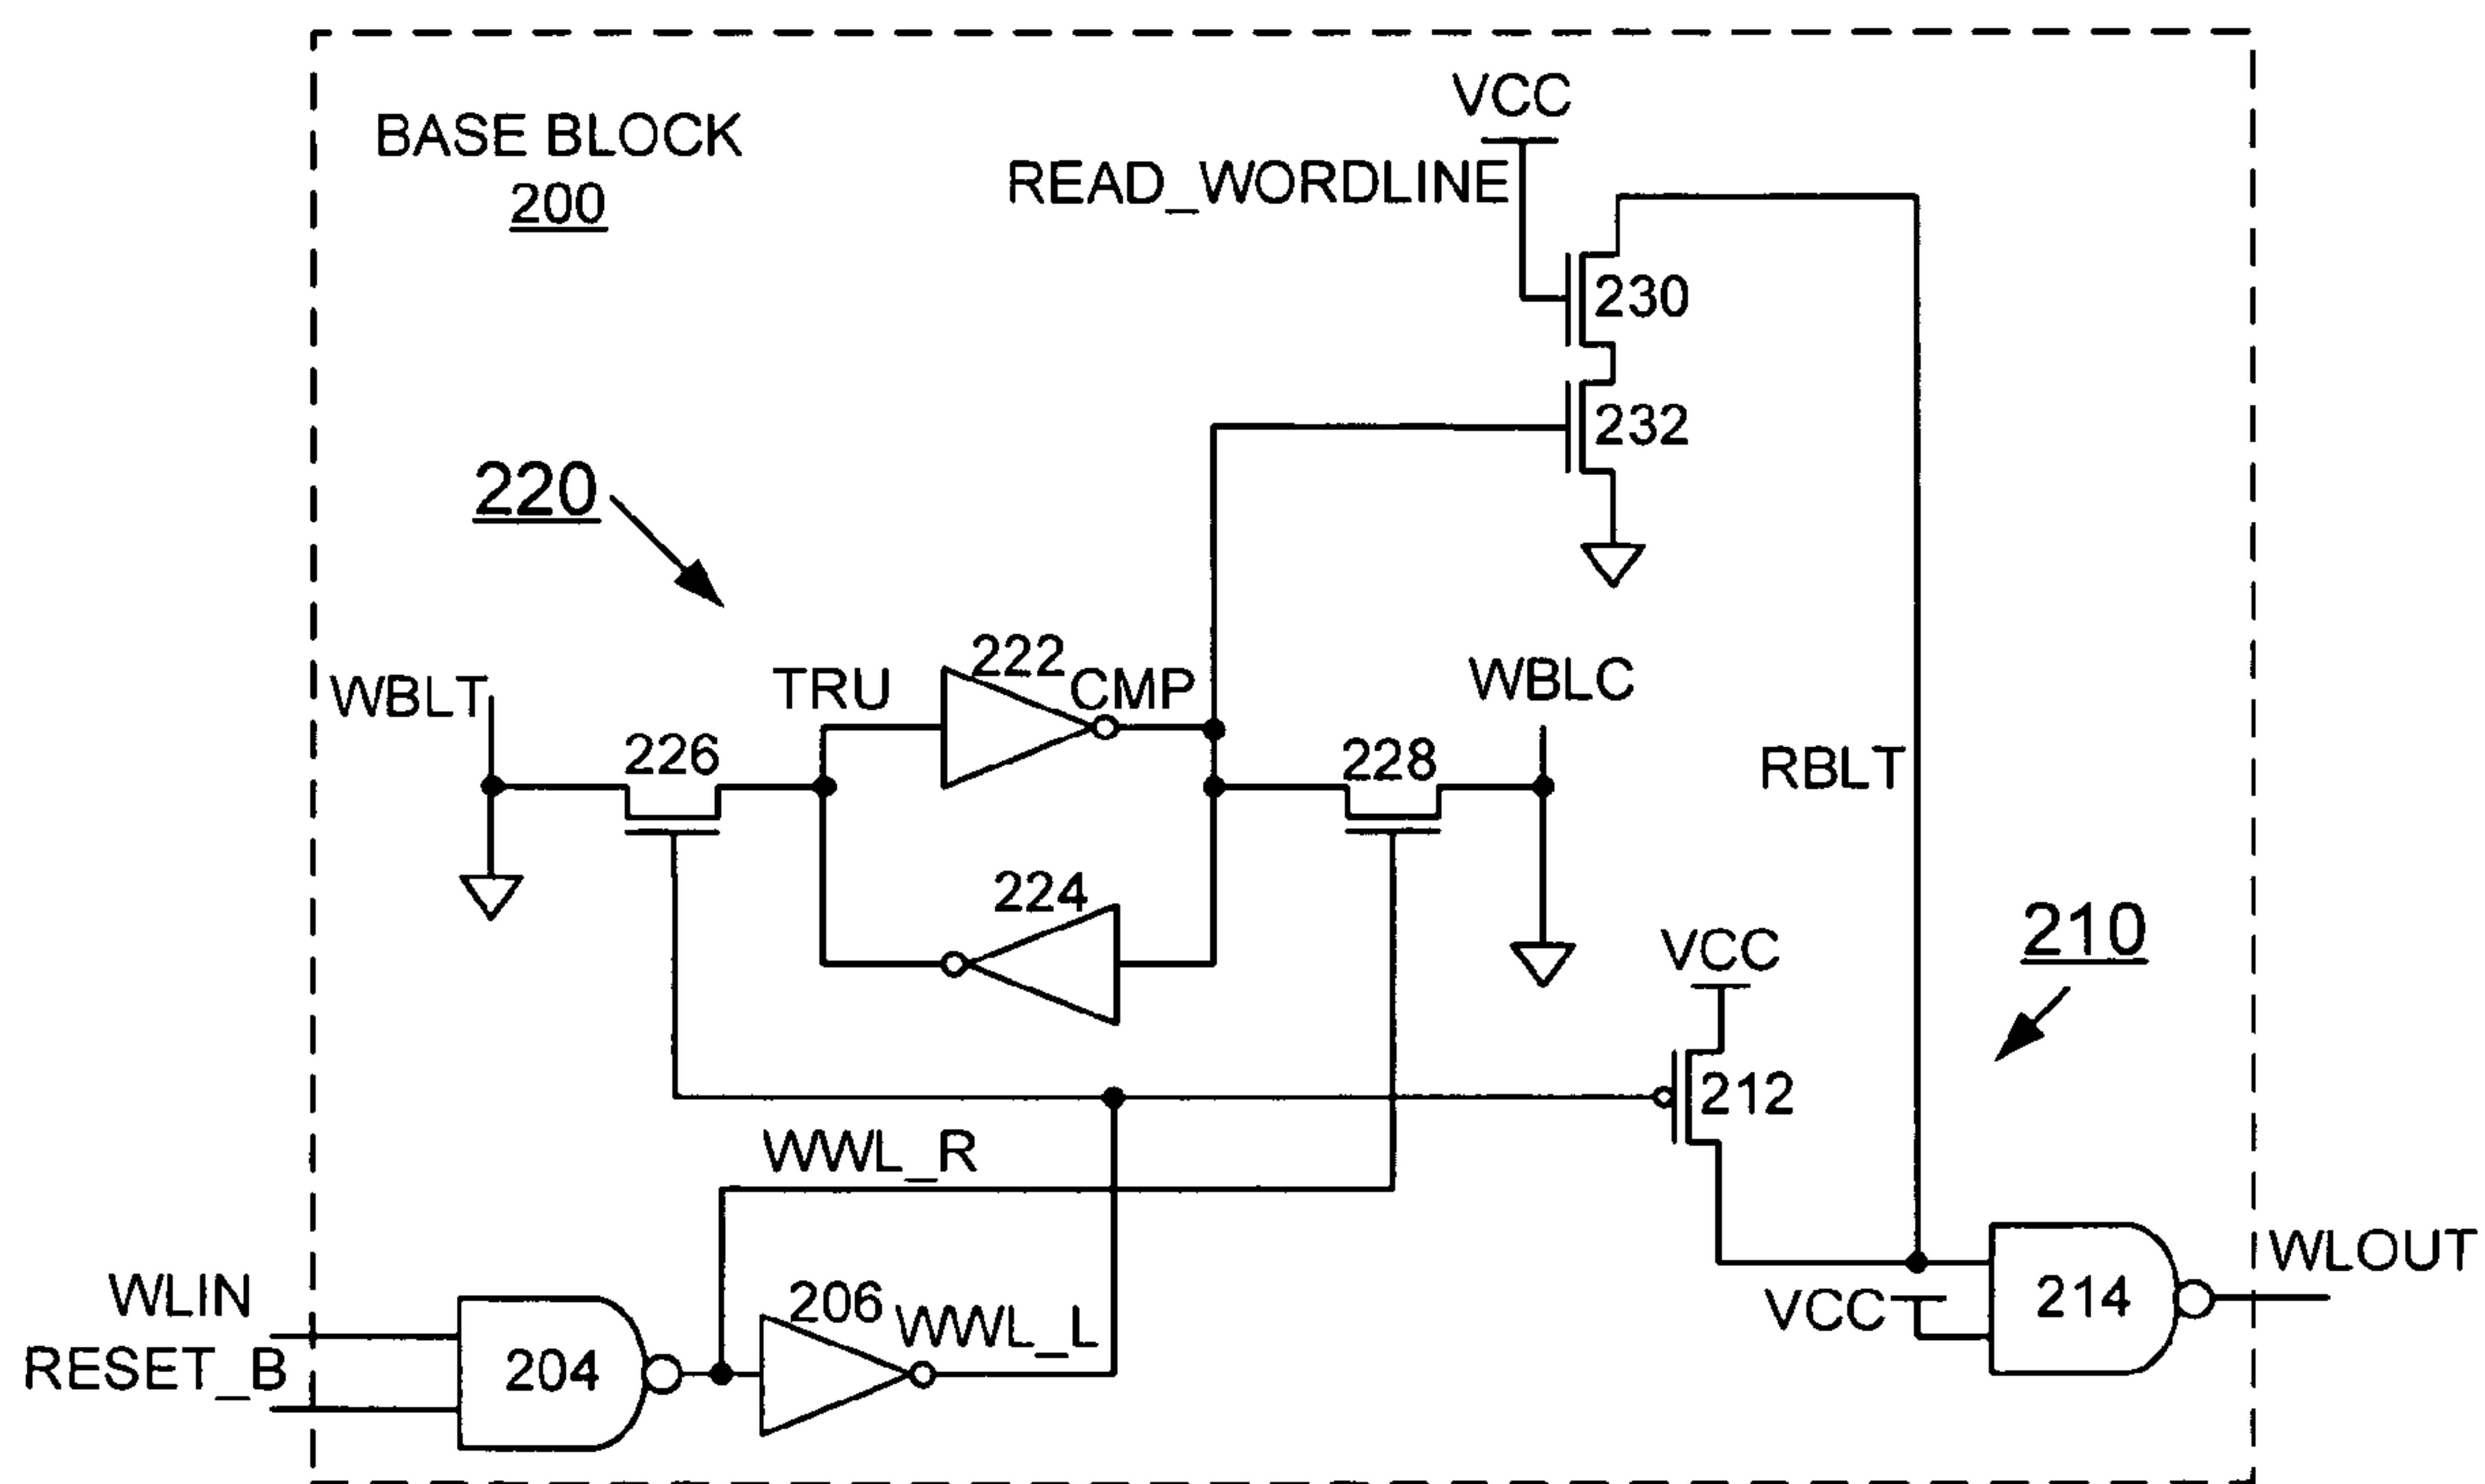 BASE BLOCK
200
VCC
READ_WORDLINE
230
232
220
222
WBLT
TRU
CMP
WBLC
226
228
RBLT
224
210
VCC
212
WWL_R
WLIN
RESET_B
204
206
WWL_L
VCC
214
WLOUT